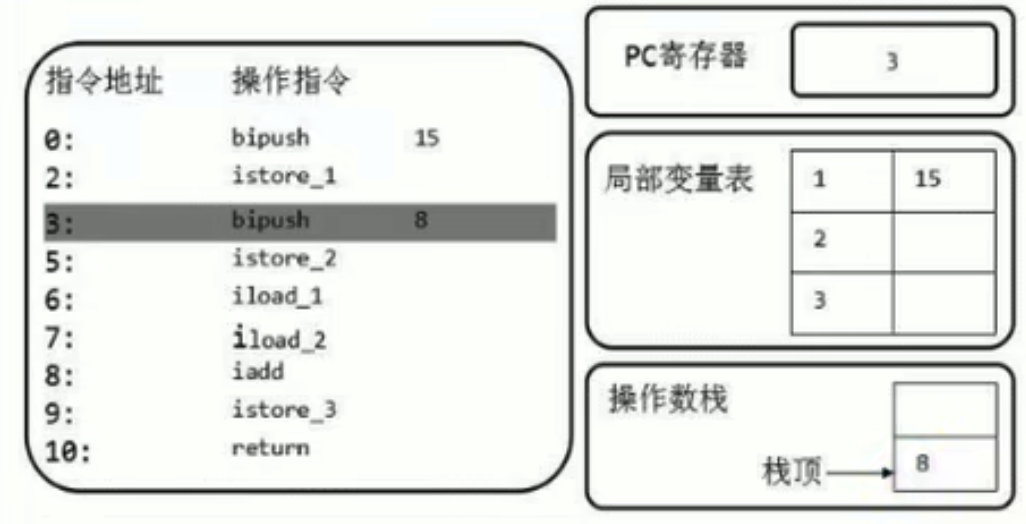 指令地址 操作指令
0: bipush 15
2: istore_1
3: bipush 8
5: istore_2
6: iload_1
7: iload_2
8: iadd
9: istore_3
10: return
PC寄存器 3
局部变量表 1 15
2
3
操作数栈
栈顶 8